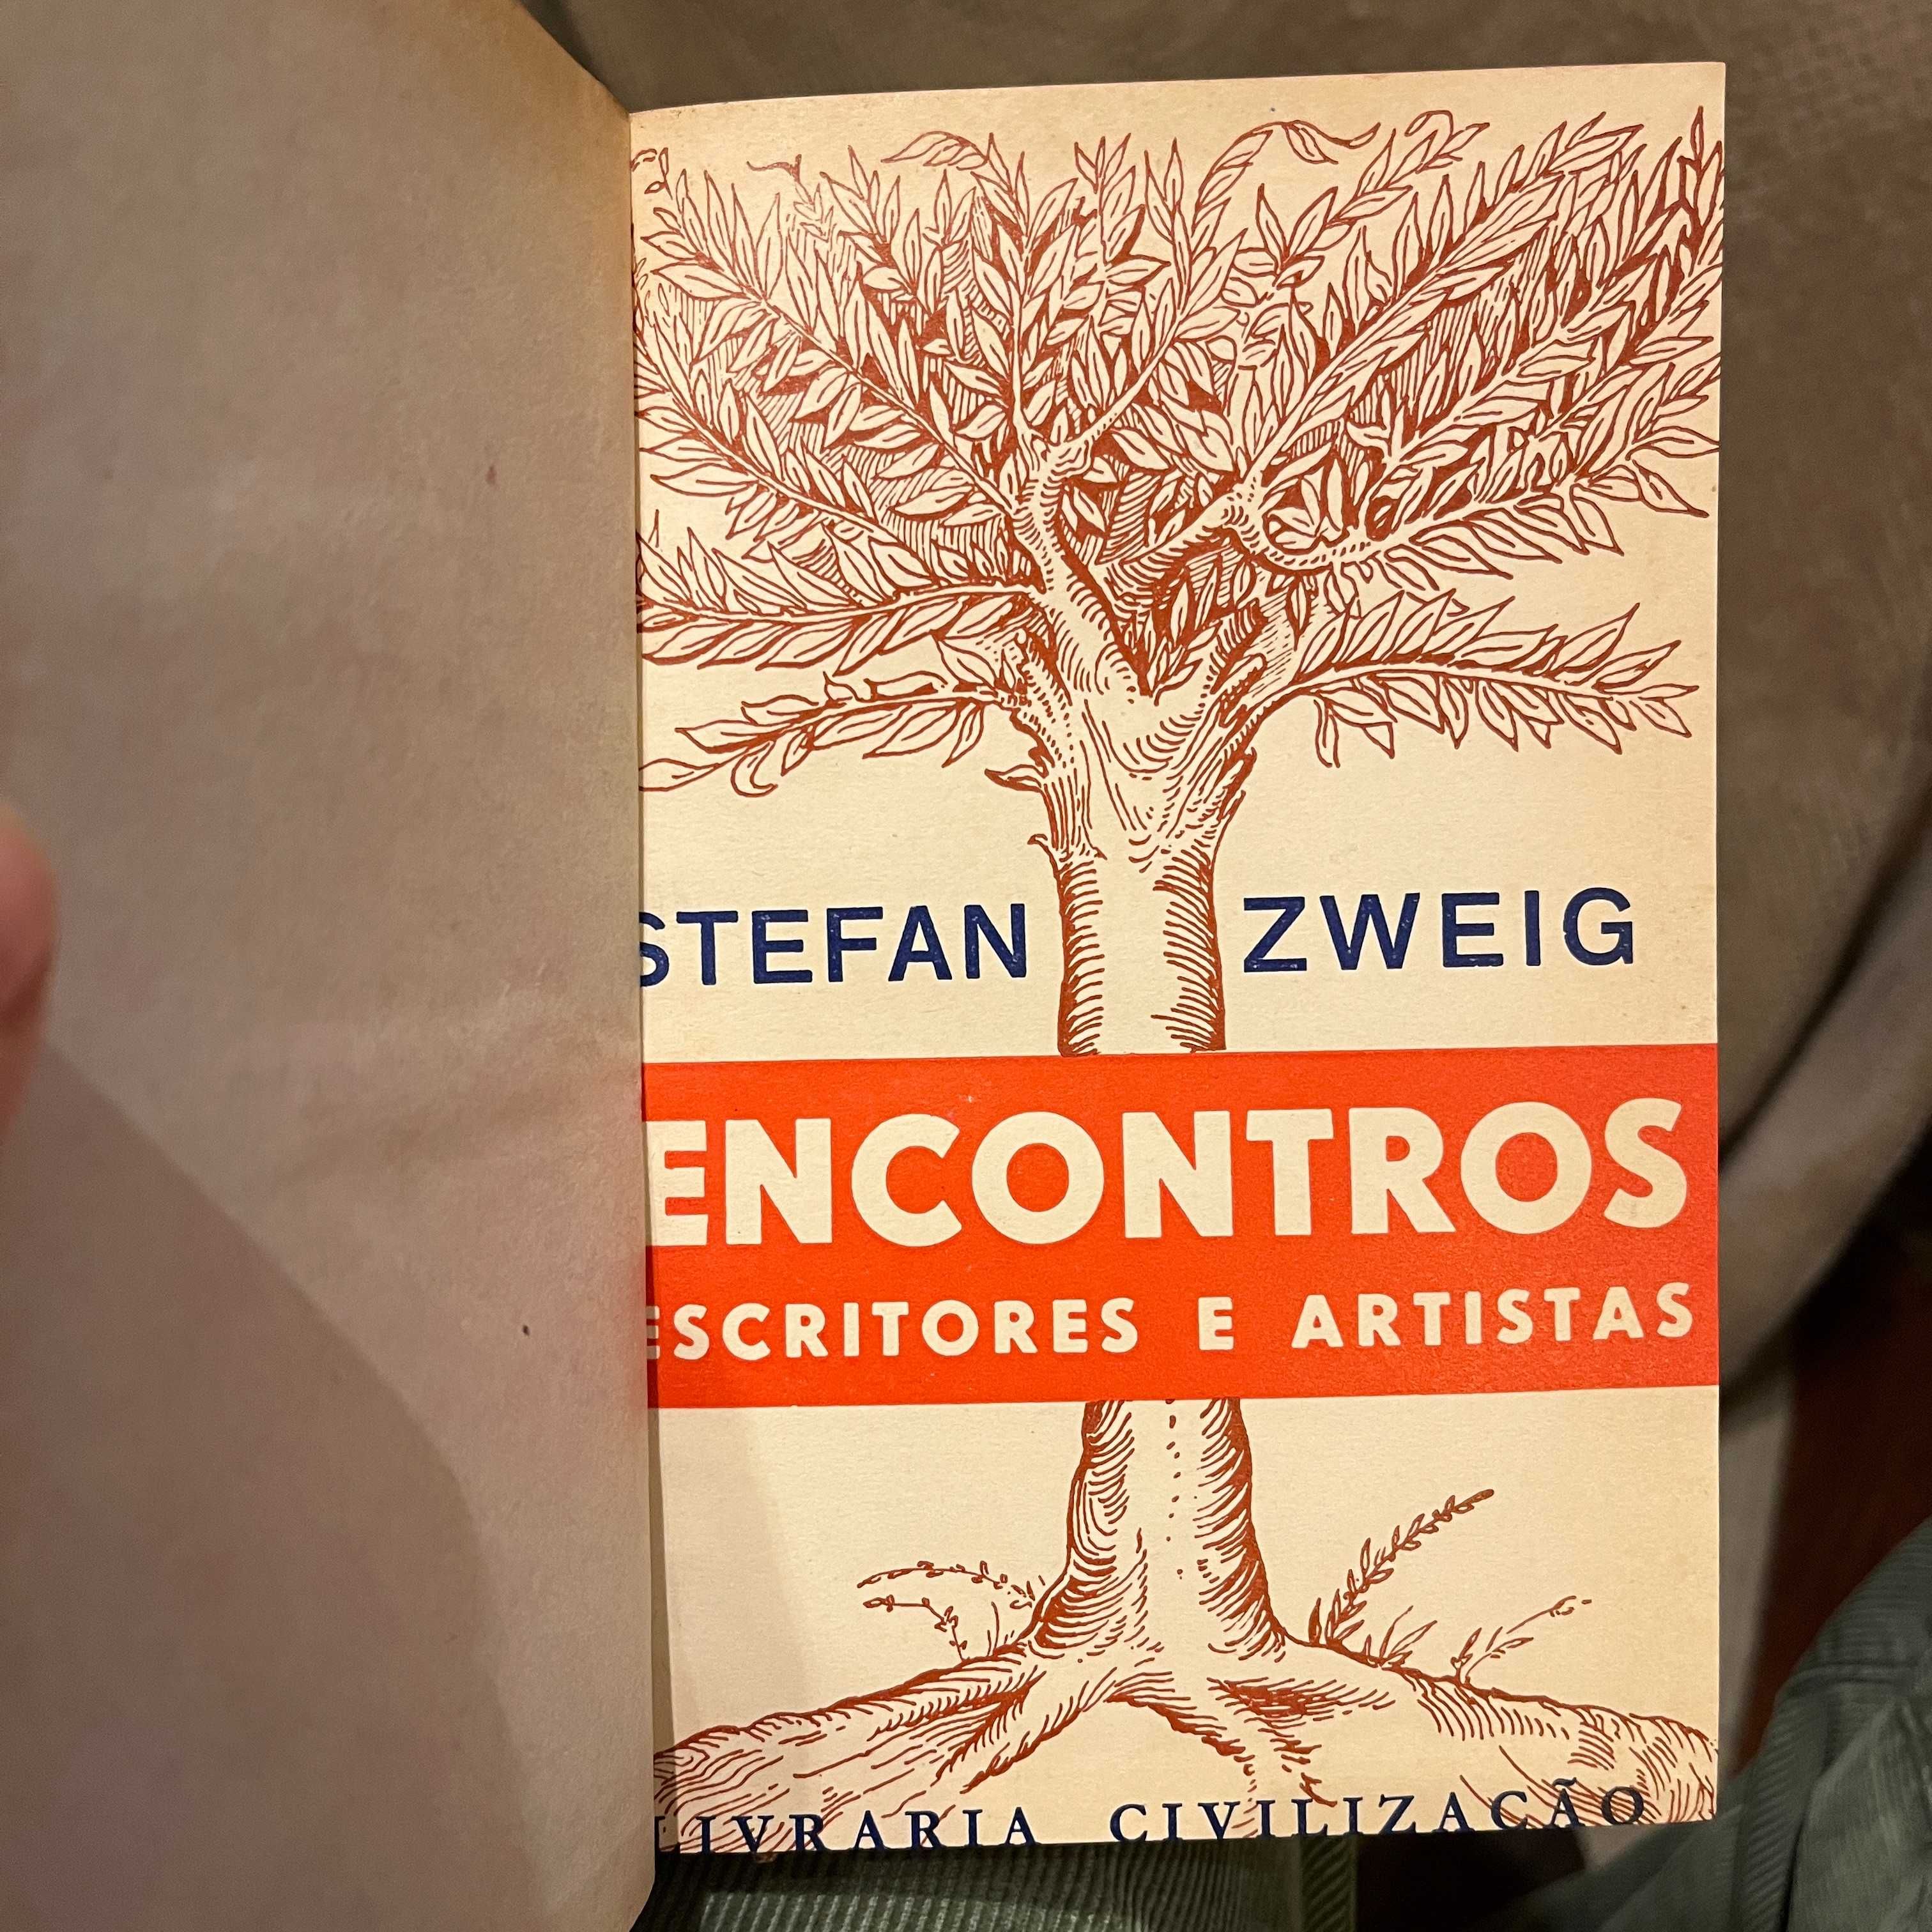 STEFAN ZWEIG
ENCONTROS
ESCRITORES E ARTISTAS
LIVRARIA CIVILIZAÇÃO